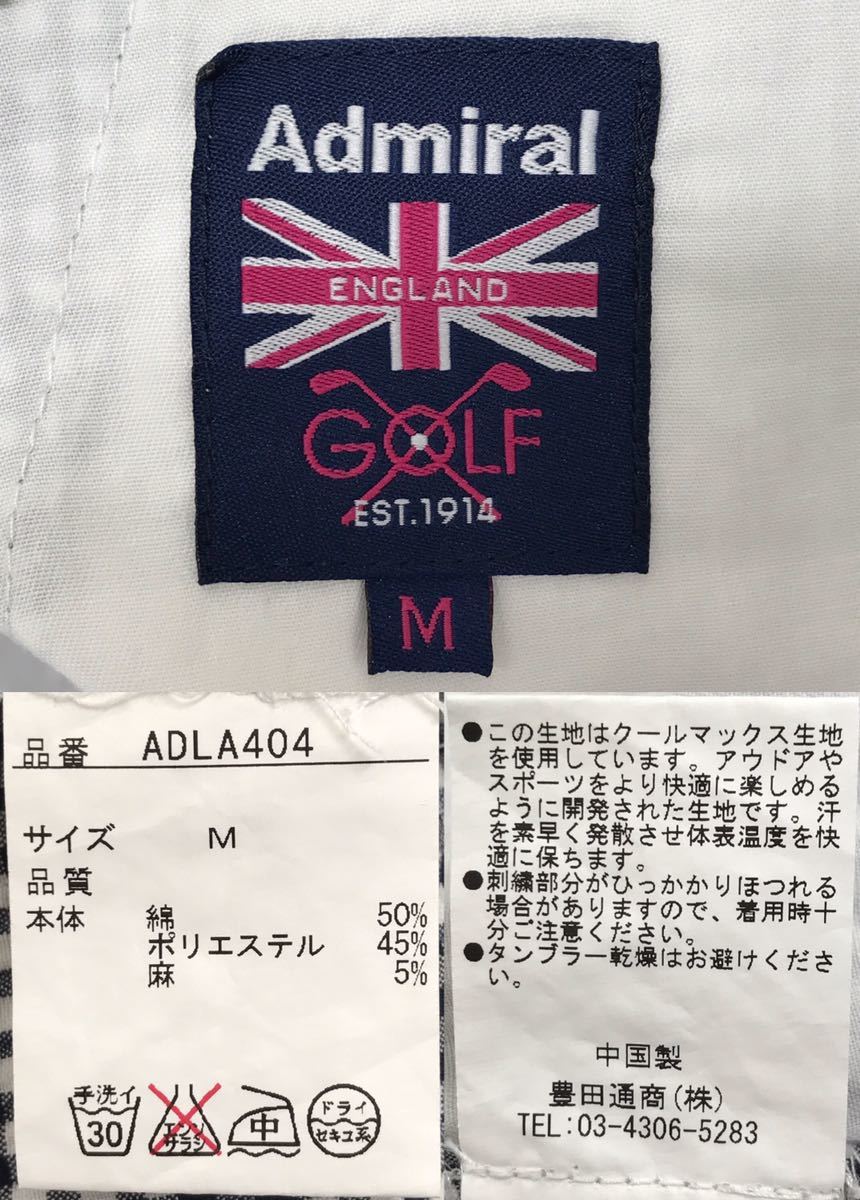 Admiral
ENGLAND
GOLF
EST.1914
M
品番 ADLA404
サイズ M
品質
本体 綿 50%
ポリエステル 45%
麻 5%
手洗イ
30
エンソ
サラシ
中
ドライ
セキユ系
●この生地はクールマックス生地
を使用しています。アウドアや
スポーツをより快適に楽しめる
ように開発された生地です。汗
を素早く発散させ体表温度を快
適に保ちます。
●刺繍部分がひっかかりほつれる
場合がありますので、着用時十
分ご注意ください。
●タンブラー乾燥はお避けくださ
い。
中国製
豊田通商(株)
TEL:03-4306-5283